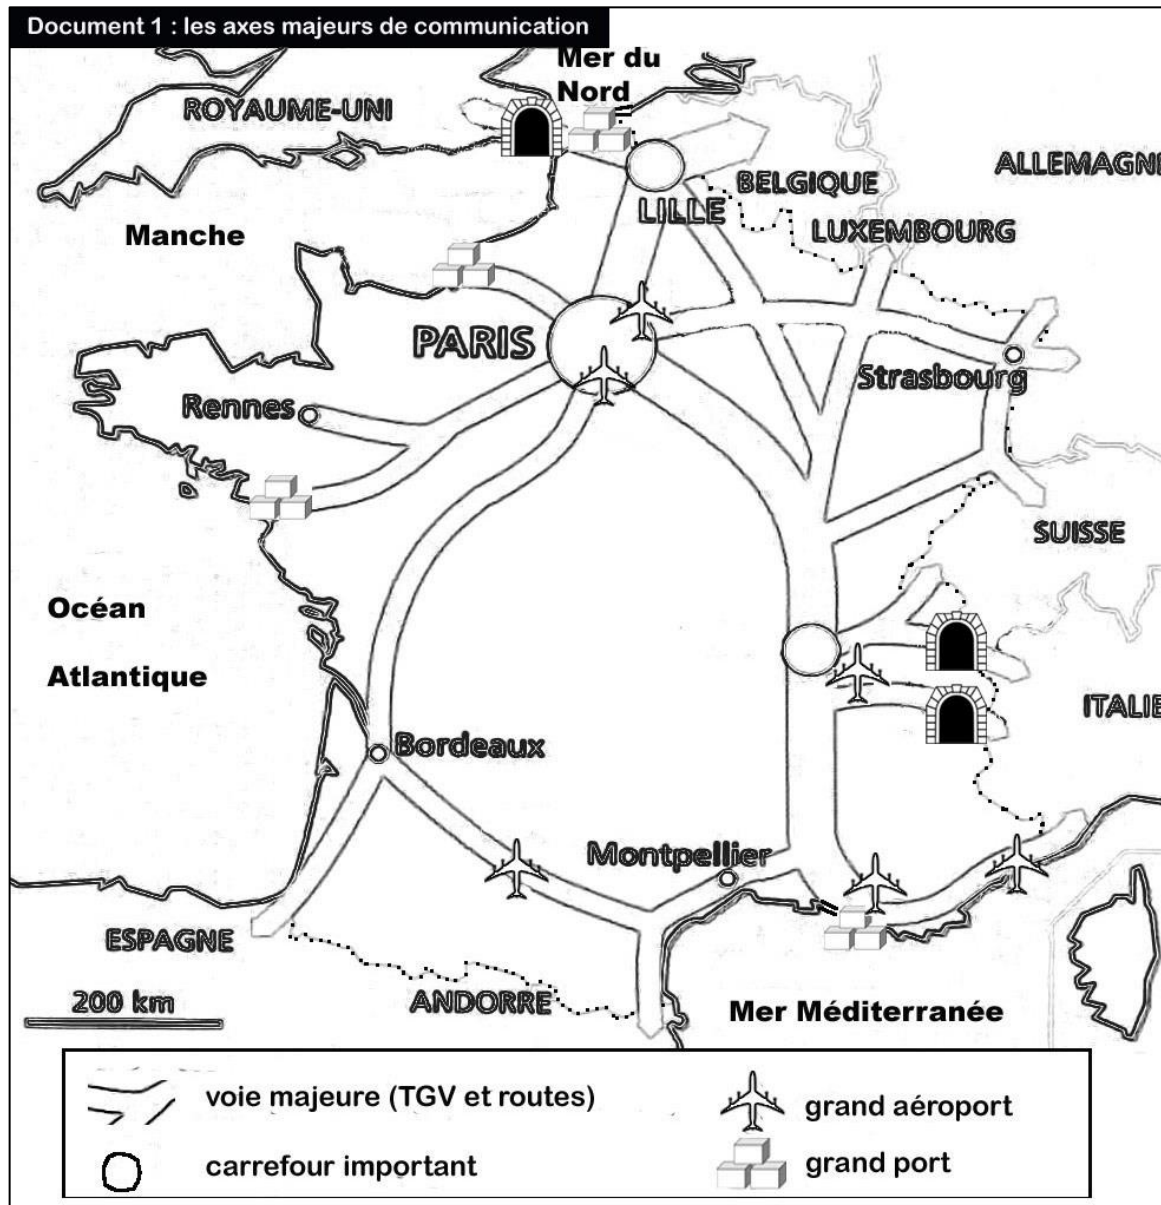 Document 1 : les axes majeurs de communication
Mer du
Nord
ROYAUME-UNI
ALLEMAGNE
BELGIQUE
LILLE
LUXEMBOURG
Manche
PARIS
Strasbourg
Rennes
SUISSE
Océan
Atlantique
ITALIE
Bordeaux
Montpellier
ESPAGNE
ANDORRE
200 km
Mer Méditerranée
voie majeure (TGV et routes)
grand aéroport
carrefour important
grand port